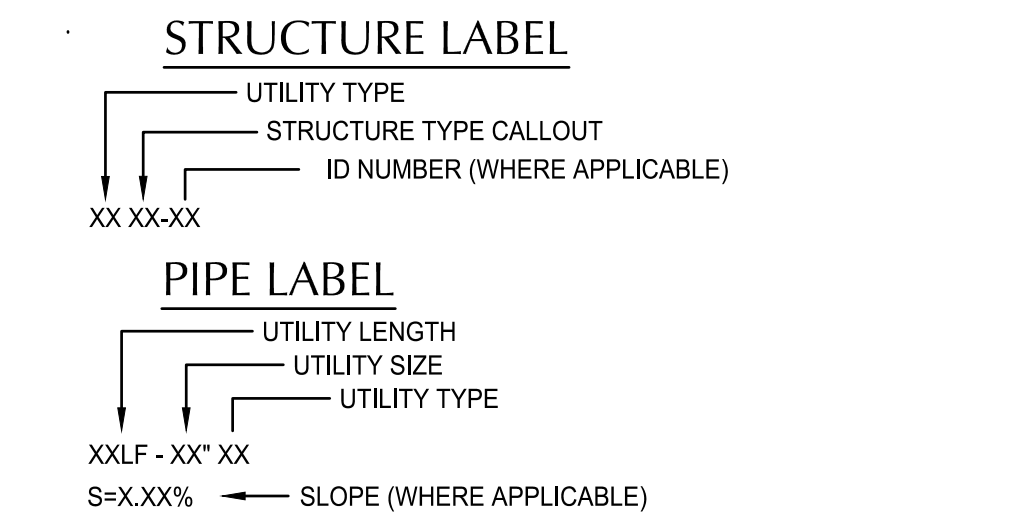 STRUCTURE LABEL
UTILITY TYPE
STRUCTURE TYPE CALLOUT
ID NUMBER (WHERE APPLICABLE)
XX XX-XX
PIPE LABEL
UTILITY LENGTH
UTILITY SIZE
UTILITY TYPE
XXLF - XX" XX
S=X.XX% SLOPE (WHERE APPLICABLE)